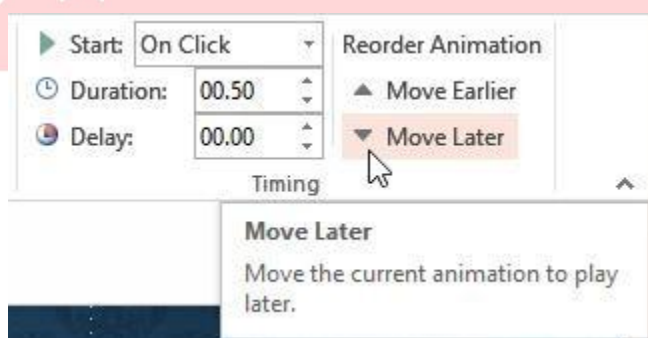 Start: On Click Reorder Animation
Duration: 00.50 Move Earlier
Delay: 00.00 Move Later
Timing
Move Later
Move the current animation to play
later.